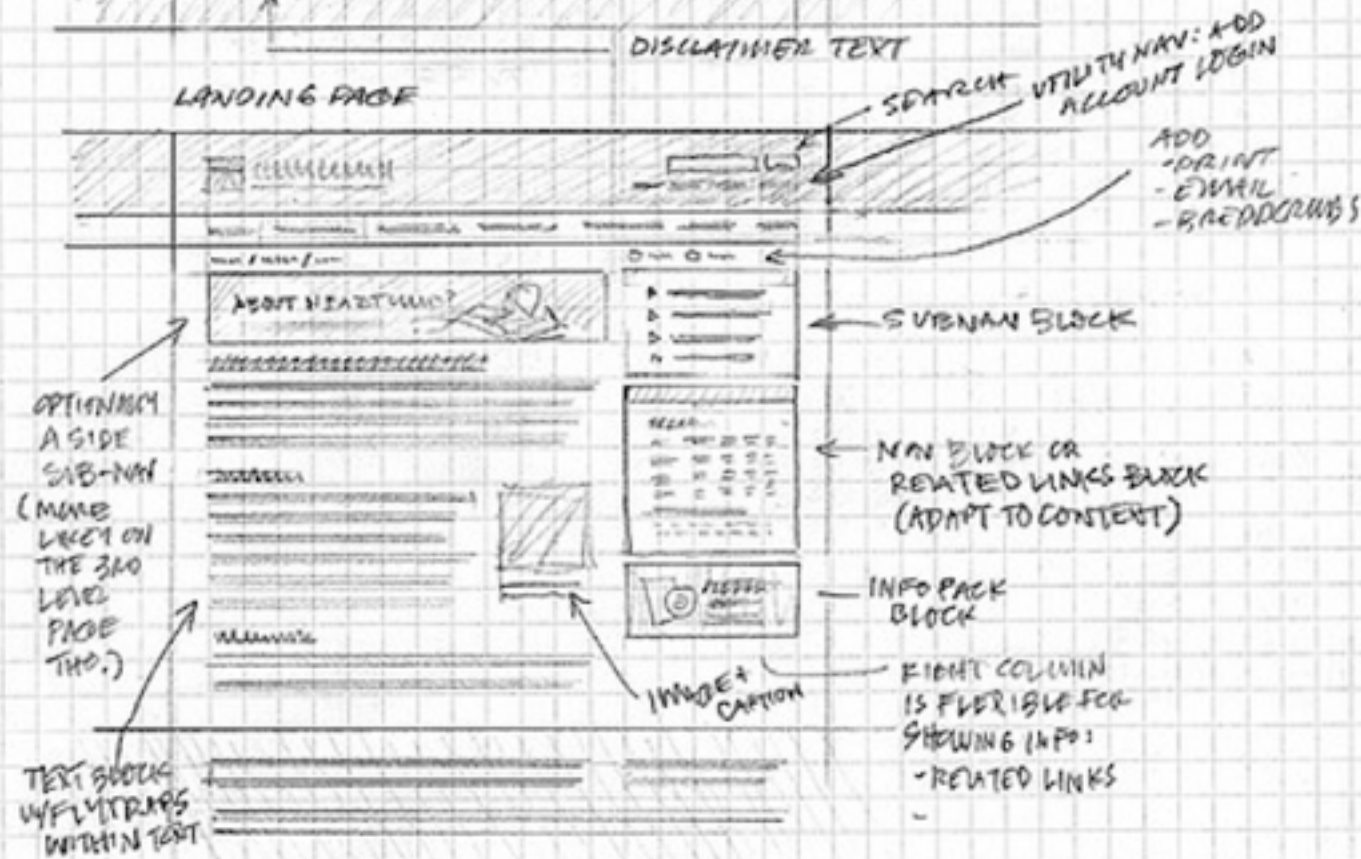 DISCLAIMER TEXT
LANDING PAGE
SEARCH
UTILITY NAV: ADD
ACCOUNT LOGIN
ADD
- PRINT
- EMAIL
- BREDDCRUMBS
ABOUT
SUBNAV BLOCK
OPTIONALLY
A SIDE
SUB-NAV
(MORE
LIKELY ON
THE 3RD
LEVEL
PAGE
THO.)
NAV BLOCK OR
RELATED LINKS BLOCK
(ADAPT TO CONTENT)
INFO PACK
BLOCK
IMAGE +
CAPTION
RIGHT COLUMN
IS FLEXIBLE FOR
SHOWING INFO:
- RELATED LINKS
-
TEXT BLOCK
W/FLYTRAPS
WITHIN TEXT